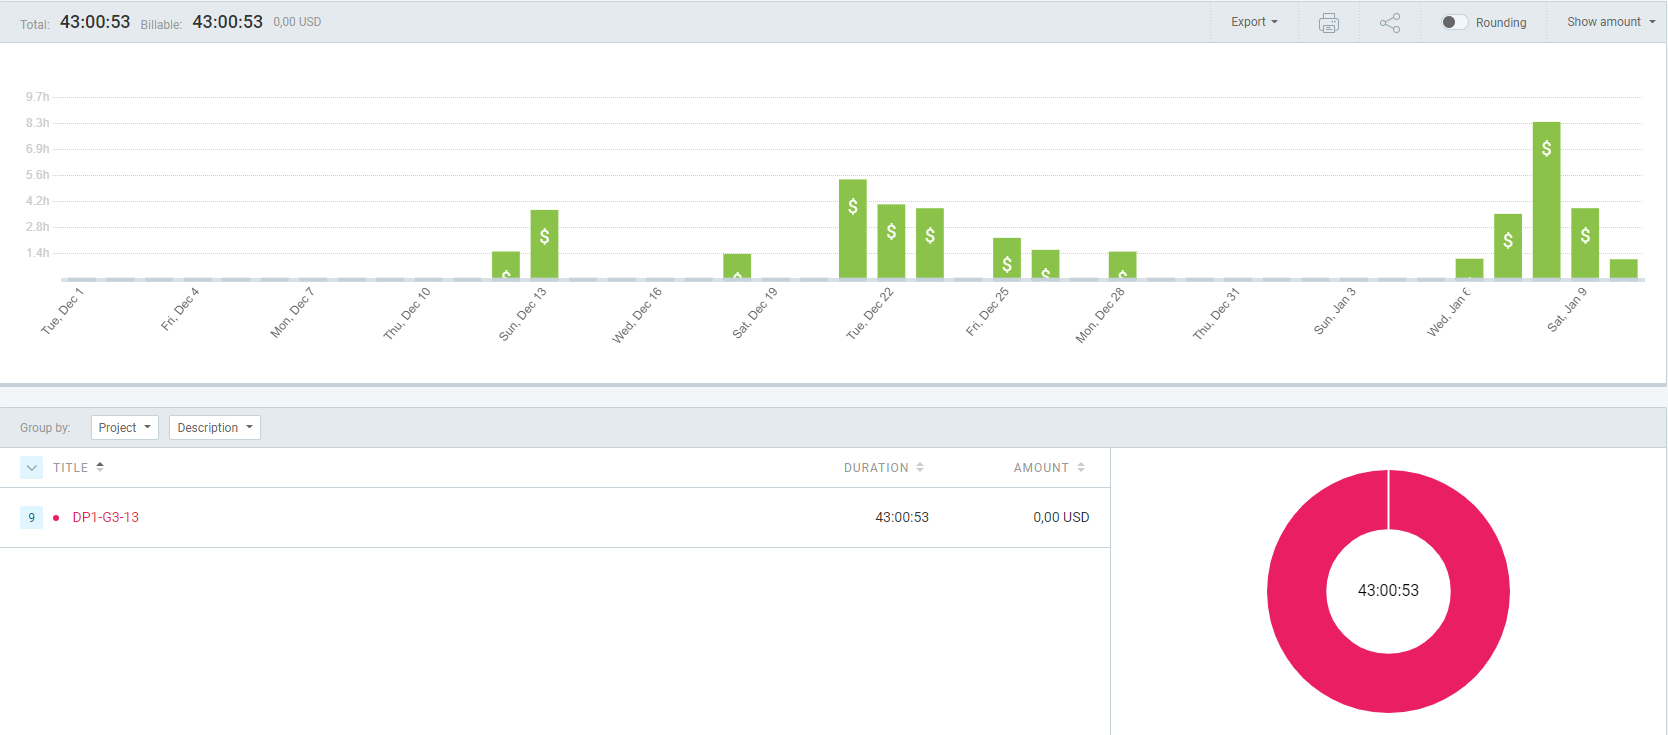 Total: 43:00:53 Billable: 43:00:53 0,00 USD Export Rounding Show amount
9.7h
8.3h
6.9h
5.6h
4.2h
2.8h
1.4h
$ $ $ $ $ $ $ $ $ $ $ $
Tue, Dec 1 Fri, Dec 4 Mon, Dec 7 Thu, Dec 10 Sun, Dec 13 Wed, Dec 16 Sat, Dec 19 Tue, Dec 22 Fri, Dec 25 Mon, Dec 28 Thu, Dec 31 Sun, Jan 3 Wed, Jan 6 Sat, Jan 9
Group by: Project Description
TITLE DURATION AMOUNT
9 DP1-G3-13 43:00:53 0,00 USD
43:00:53